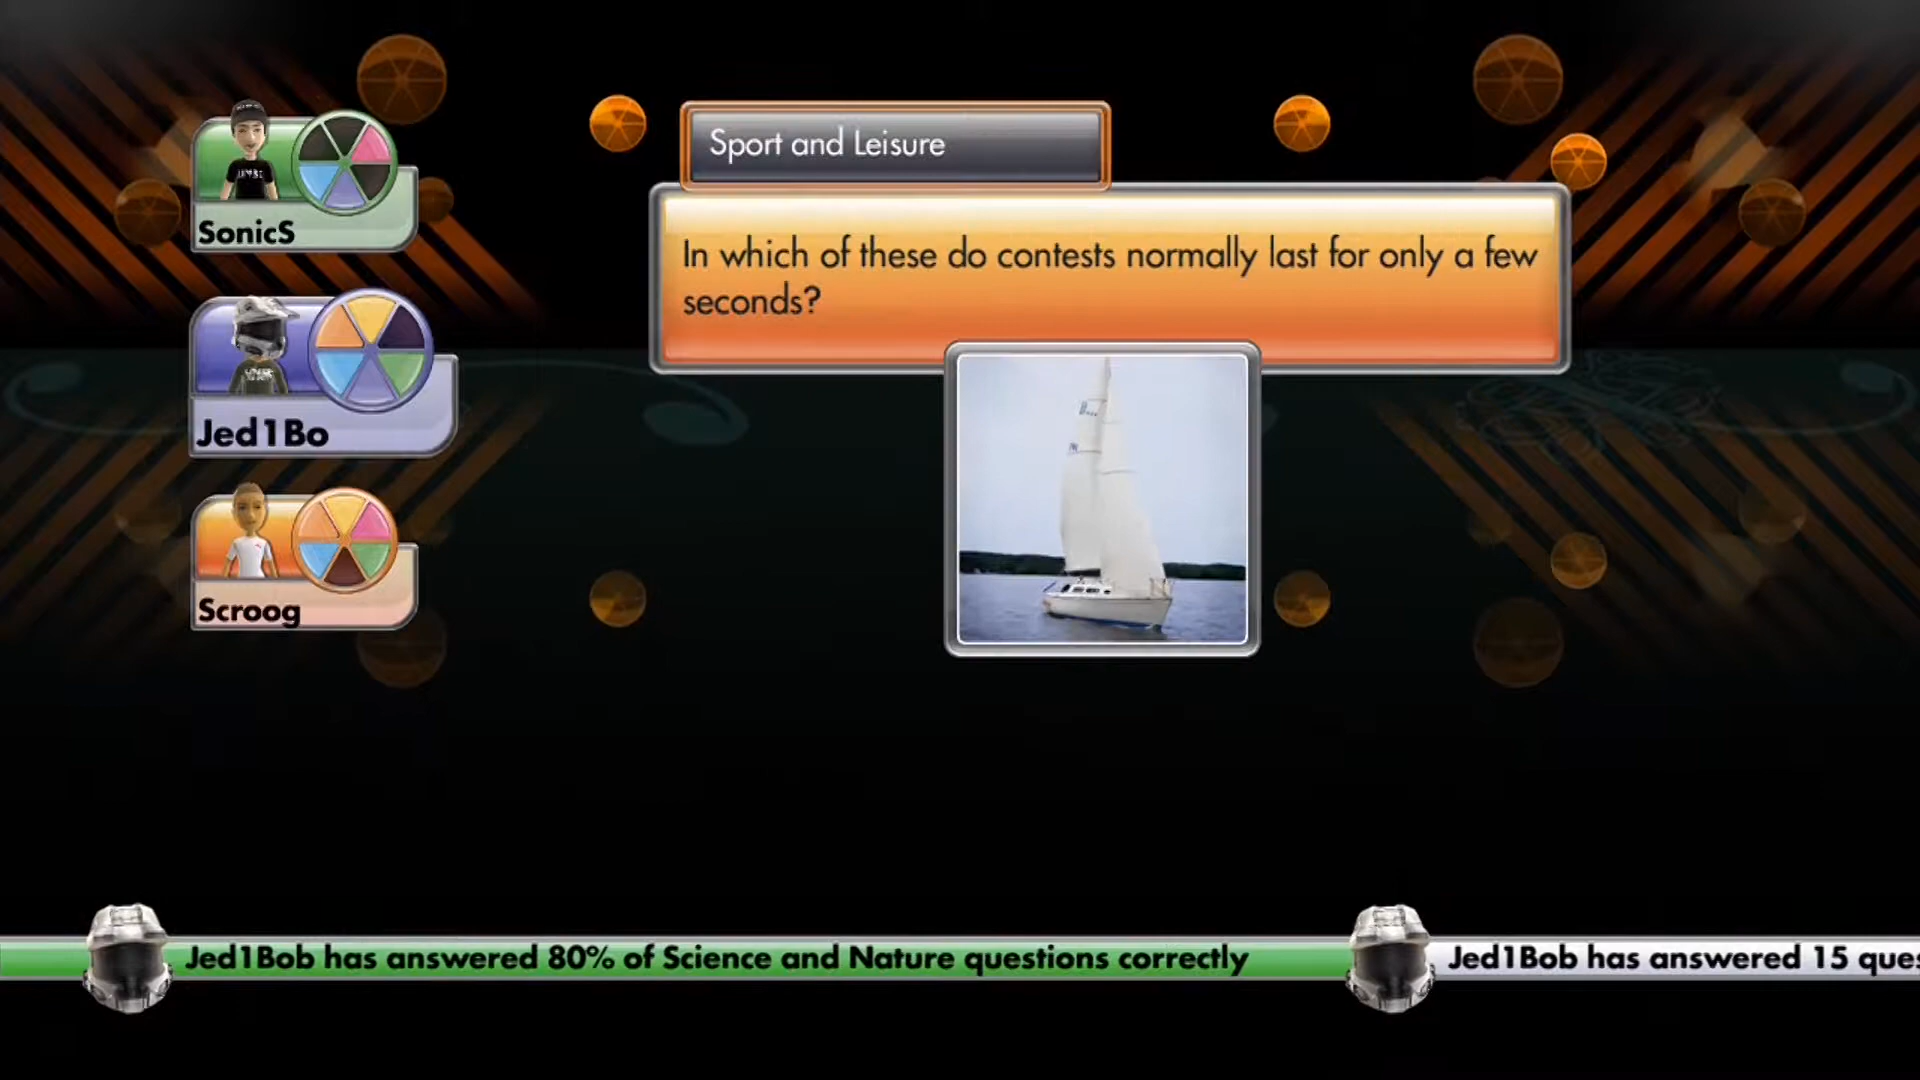 Sport and Leisure
In which of these do contests normally last for only a few
seconds?
SonicS
Jed1Bo
Scroog
Jed1Bob has answered 80% of Science and Nature questions correctly
Jed1Bob has answered 15 ques